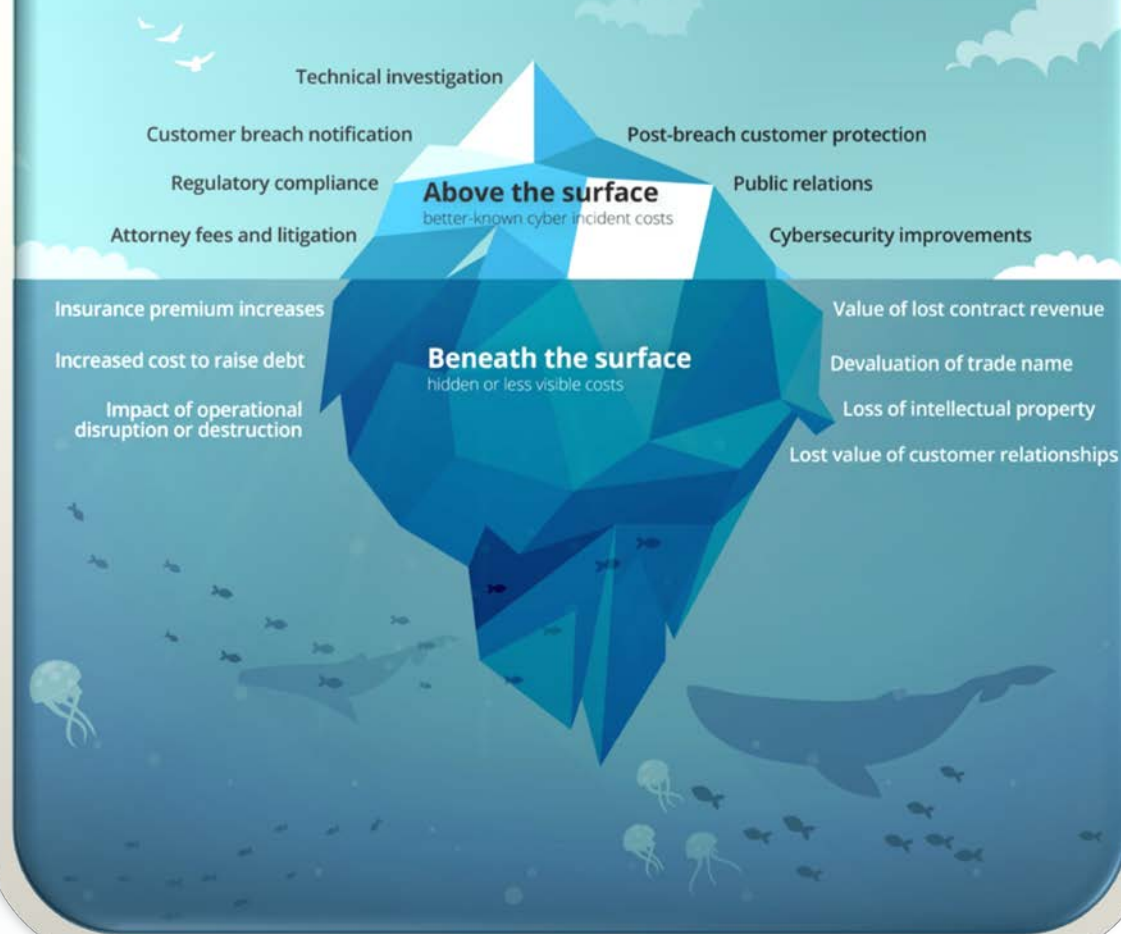 Technical investigation
Customer breach notification
Post-breach customer protection
Regulatory compliance
Above the surface
better-known cyber incident costs
Public relations
Attorney fees and litigation
Cybersecurity improvements
Insurance premium increases
Value of lost contract revenue
Increased cost to raise debt
Beneath the surface
hidden or less visible costs
Devaluation of trade name
Impact of operational
disruption or destruction
Loss of intellectual property
Lost value of customer relationships